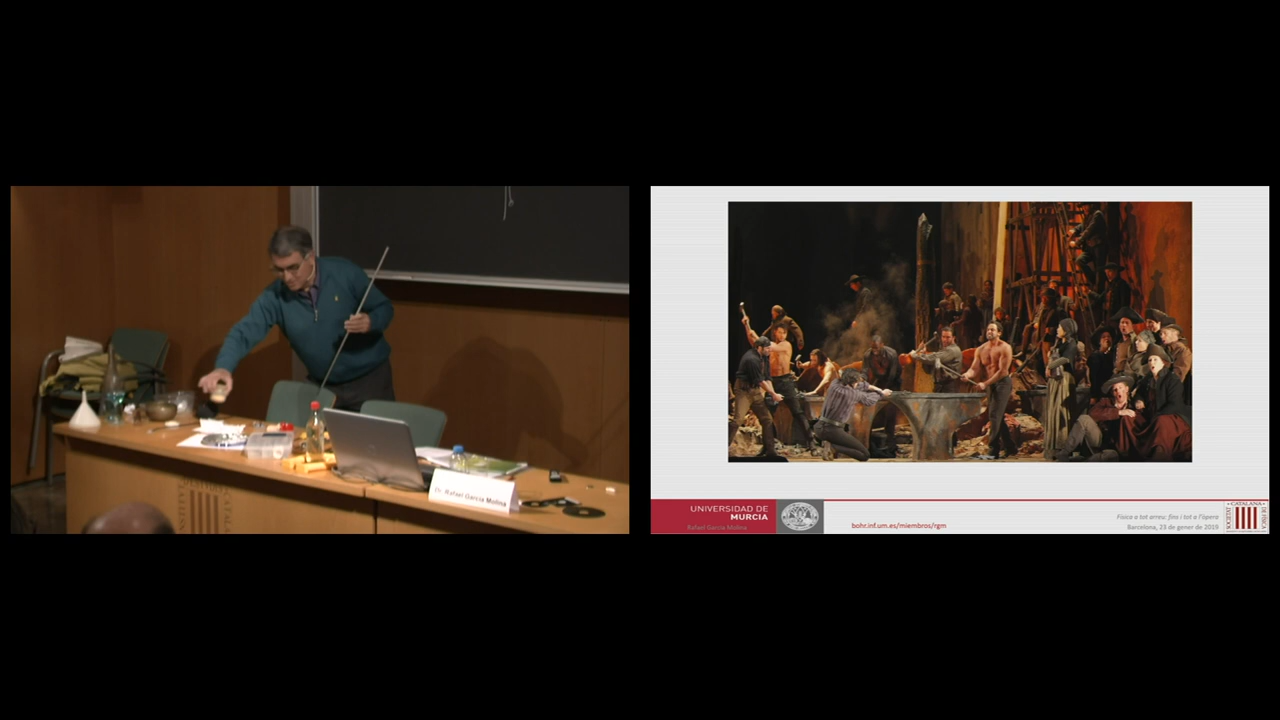 Dr. Rafael García Molina
UNIVERSIDAD DE
MURCIA
Rafael Garcia Molina
bohr.inf.um.es/miembros/rgm
Física a tot arreu: fins i tot a l'òpera
Barcelona, 23 de gener de 2019
CATALANA
DE FÍSICA
SOCIETAT